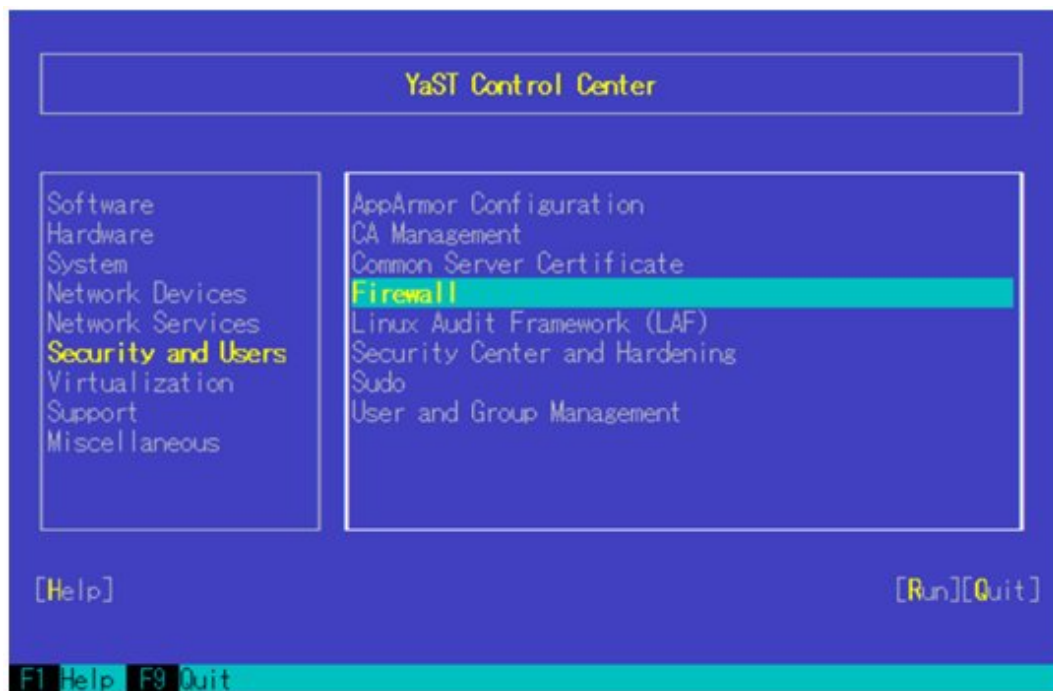 YaST Control Center
Software
Hardware
System
Network Devices
Network Services
Security and Users
Virtualization
Support
Miscellaneous
AppArmor Configuration
CA Management
Common Server Certificate
Firewall
Linux Audit Framework (LAF)
Security Center and Hardening
Sudo
User and Group Management
[Help]
[Run][Quit]
F1 Help F9 Quit